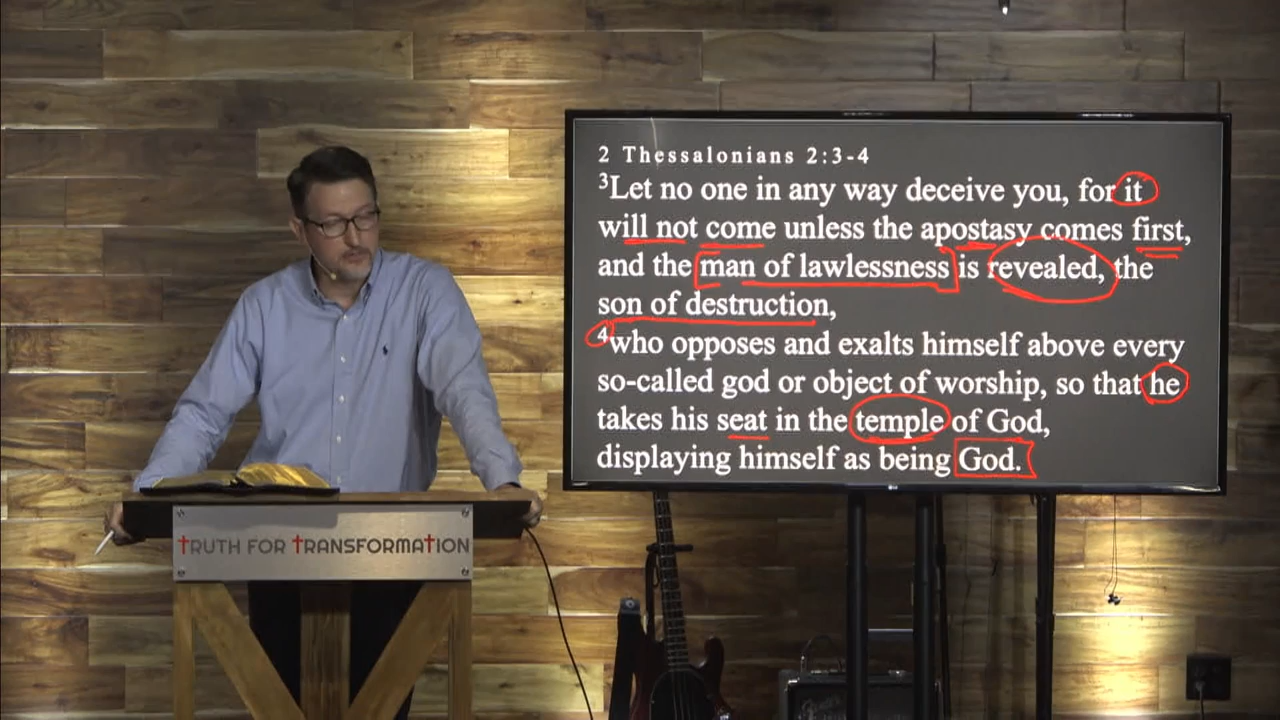 2 Thessalonians 2:3-4
³Let no one in any way deceive you, for it
will not come unless the apostasy comes first,
and the man of lawlessness is revealed, the
son of destruction,
⁴who opposes and exalts himself above every
so-called god or object of worship, so that he
takes his seat in the temple of God,
displaying himself as being God.
TRUTH FOR TRANSFORMATION